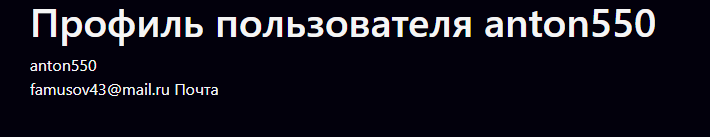 Профиль пользователя anton550
anton550
famusov43@mail.ru Почта